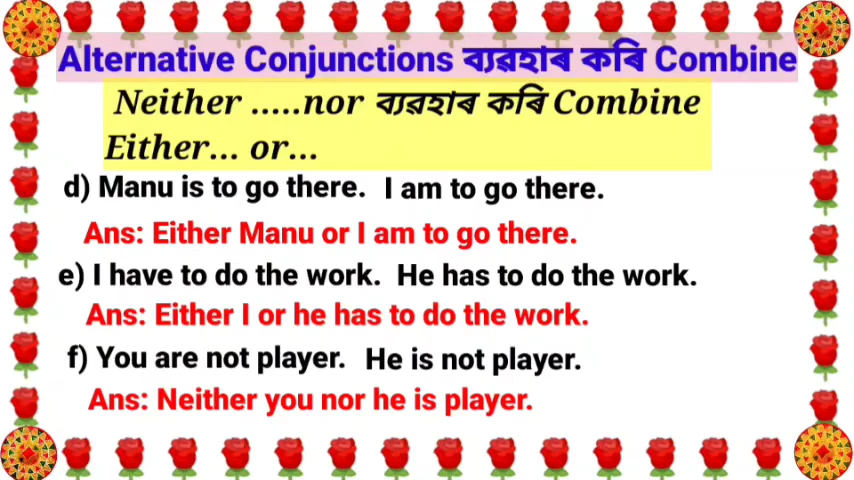 Alternative Conjunctions ব্যৱহাৰ কৰি Combine
Neither .....nor ব্যৱহাৰ কৰি Combine
Either... or...
d) Manu is to go there. I am to go there.
Ans: Either Manu or I am to go there.
e) I have to do the work. He has to do the work.
Ans: Either I or he has to do the work.
f) You are not player. He is not player.
Ans: Neither you nor he is player.